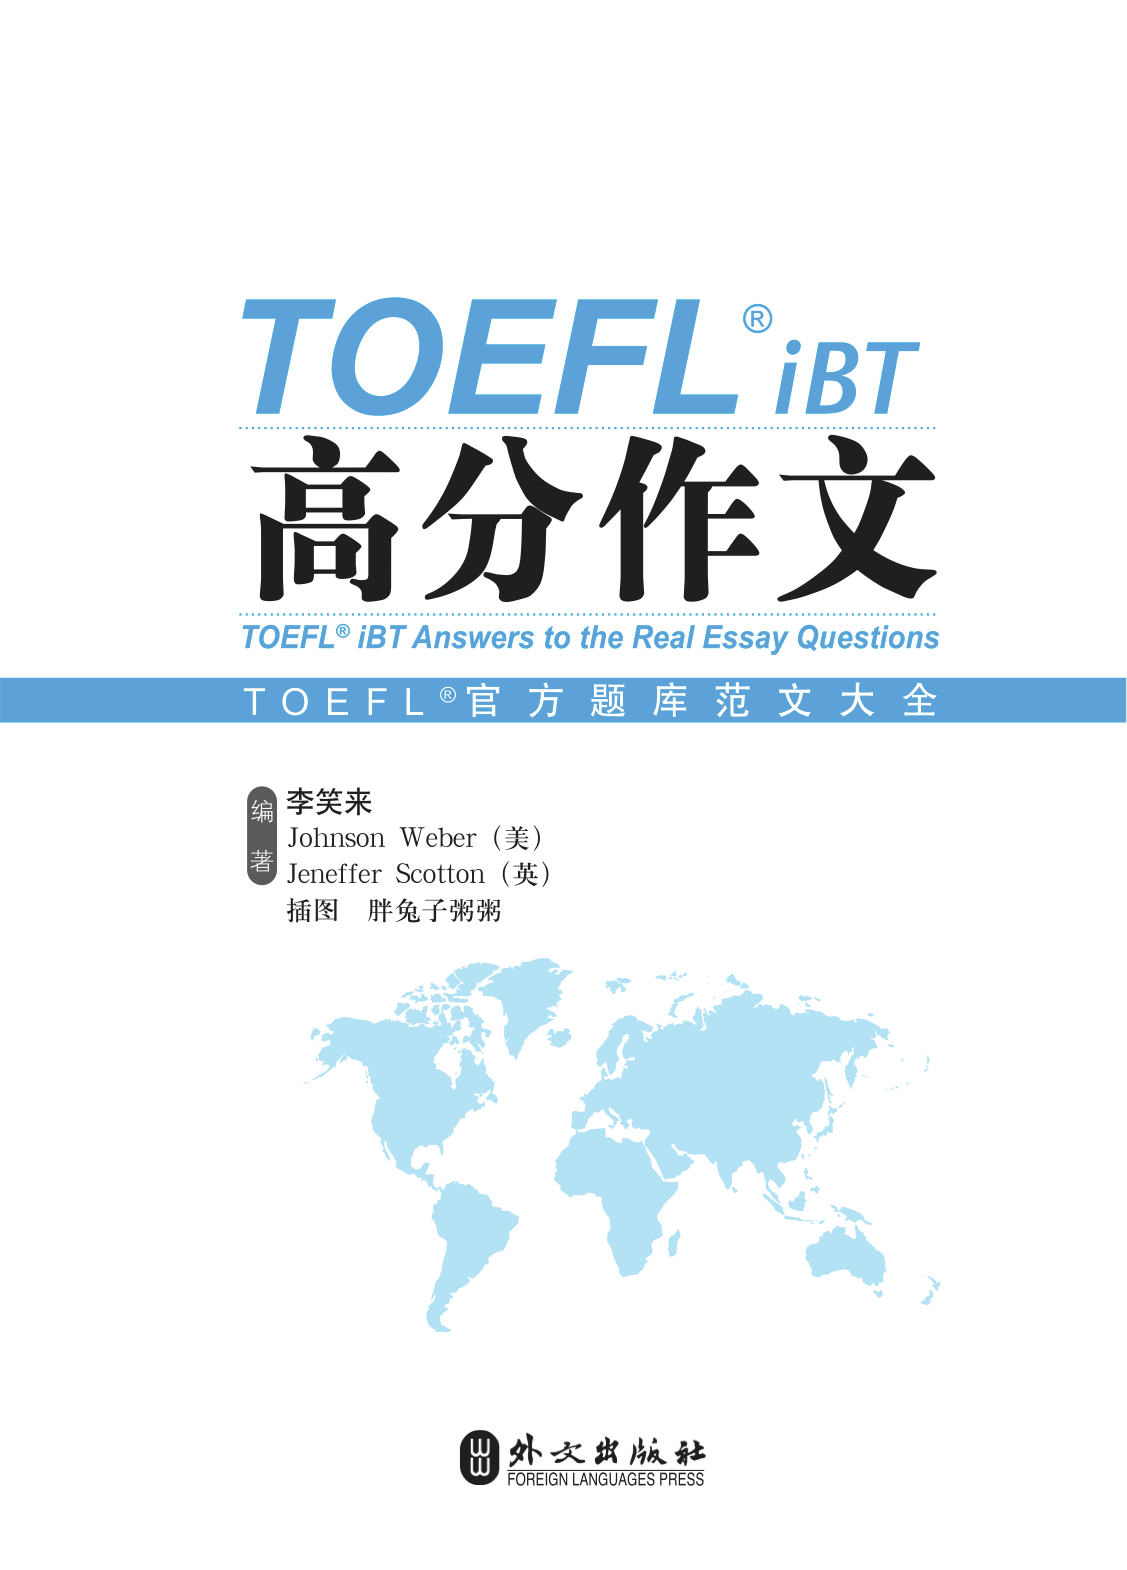 TOEFL® iBT
高分作文
TOEFL® iBT Answers to the Real Essay Questions
TOEFL®官方题库范文大全
编著
李笑来
Johnson Weber（美）
Jeneffer Scotton（英）
插图 胖兔子粥粥
外文出版社
FOREIGN LANGUAGES PRESS